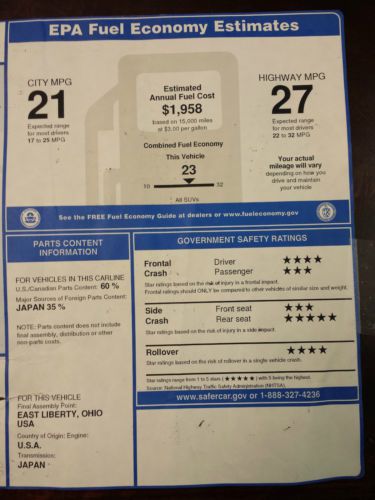 EPA Fuel Economy Estimates
CITY MPG
21
Expected range
for most drivers
17 to 25 MPG
Estimated
Annual Fuel Cost
$1,958
based on 15,000 miles
at $3.00 per gallon
Combined Fuel Economy
This Vehicle
23
10 32
All SUVs
HIGHWAY MPG
27
Expected range
for most drivers
22 to 32 MPG
Your actual
mileage will vary
depending on how you
drive and maintain
your vehicle
See the FREE Fuel Economy Guide at dealers or www.fueleconomy.gov
PARTS CONTENT
INFORMATION
FOR VEHICLES IN THIS CARLINE
U.S./Canadian Parts Content: 60 %
Major Sources of Foreign Parts Content:
JAPAN 35 %
NOTE: Parts content does not include
final assembly, distribution or other
non-parts costs.
FOR THIS VEHICLE
Final Assembly Point:
EAST LIBERTY, OHIO
USA
Country of Origin: Engine:
U.S.A.
Transmission:
JAPAN
GOVERNMENT SAFETY RATINGS
Frontal Driver ★★★★
Crash Passenger ★★★
Star ratings based on the risk of injury in a frontal impact.
Frontal ratings should ONLY be compared to other vehicles of similar size and weight.
Side Front seat ★★★
Crash Rear seat ★★★★★
Star ratings based on the risk of injury in a side impact.
Rollover ★★★★
Star ratings based on the risk of rollover in a single vehicle crash.
Star ratings range from 1 to 5 stars (★★★★★) with 5 being the highest.
Source: National Highway Traffic Safety Administration (NHTSA).
www.safercar.gov or 1-888-327-4236